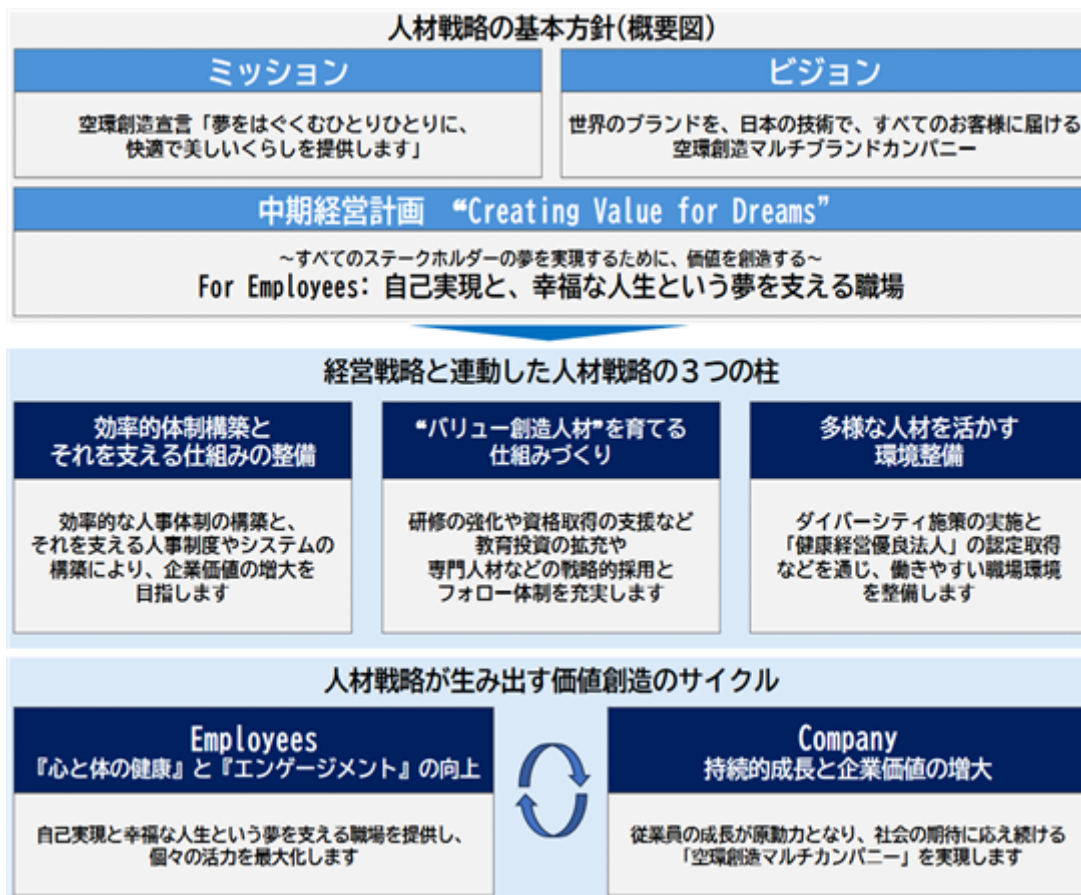 人材戦略の基本方針(概要図)
ミッション
空環創造宣言「夢をはぐくむひとりひとりに、
快適で美しいくらしを提供します」
ビジョン
世界のブランドを、日本の技術で、すべてのお客様に届ける
空環創造マルチブランドカンパニー
中期経営計画 “Creating Value for Dreams”
～すべてのステークホルダーの夢を実現するために、価値を創造する～
For Employees: 自己実現と、幸福な人生という夢を支える職場
経営戦略と連動した人材戦略の３つの柱
効率的体制構築と
それを支える仕組みの整備
効率的な人事体制の構築と、
それを支える人事制度やシステムの
構築により、企業価値の増大を
目指します
“バリュー創造人材”を育てる
仕組みづくり
研修の強化や資格取得の支援など
教育投資の拡充や
専門人材などの戦略的採用と
フォロー体制を充実します
多様な人材を活かす
環境整備
ダイバーシティ施策の実施と
「健康経営優良法人」の認定取得
などを通じ、働きやすい職場環境
を整備します
人材戦略が生み出す価値創造のサイクル
Employees
『心と体の健康』と『エンゲージメント』の向上
自己実現と幸福な人生という夢を支える職場を提供し、
個々の活力を最大化します
Company
持続的成長と企業価値の増大
従業員の成長が原動力となり、社会の期待に応え続ける
「空環創造マルチカンパニー」を実現します